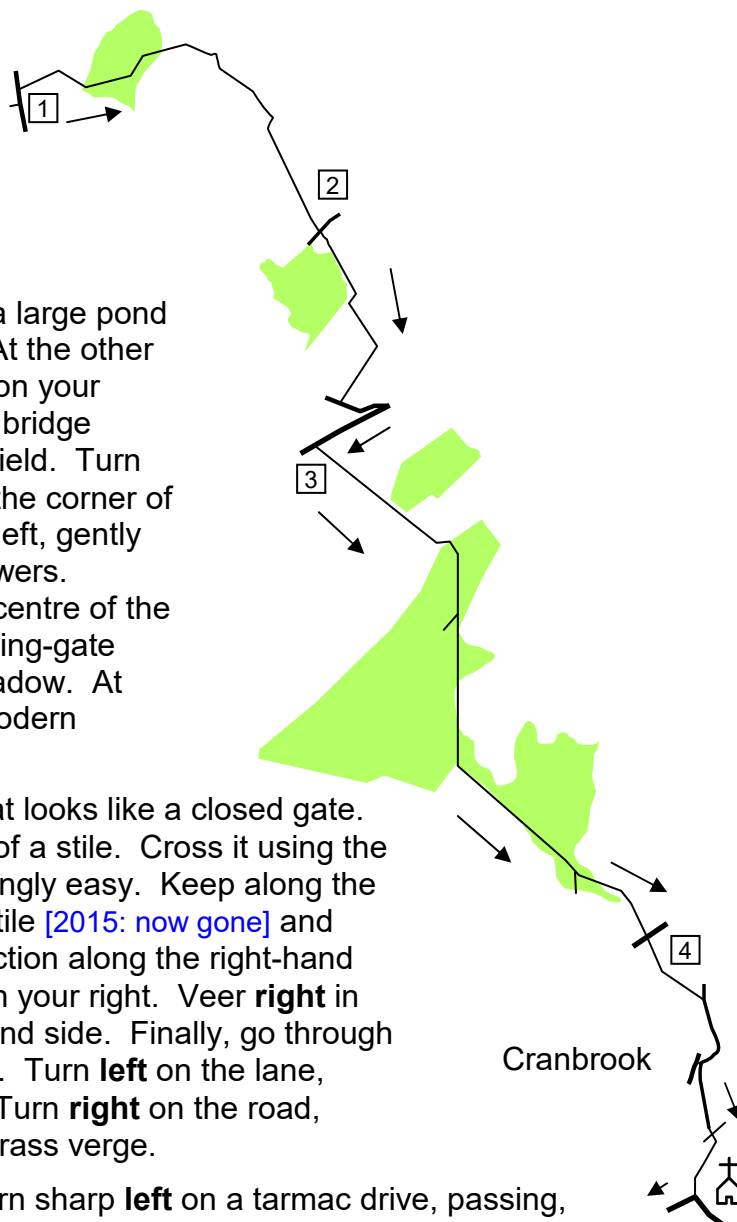 1
2
a large pond
At the other
on your
bridge
ield. Turn
the corner of
eft, gently
wers.
centre of the
ing-gate
adow. At
odern
3
at looks like a closed gate.
of a stile. Cross it using the
ngly easy. Keep along the
tile [2015: now gone] and
ction along the right-hand
n your right. Veer right in
nd side. Finally, go through
. Turn left on the lane,
Turn right on the road,
rass verge.
4
Cranbrook
rn sharp left on a tarmac drive, passing,